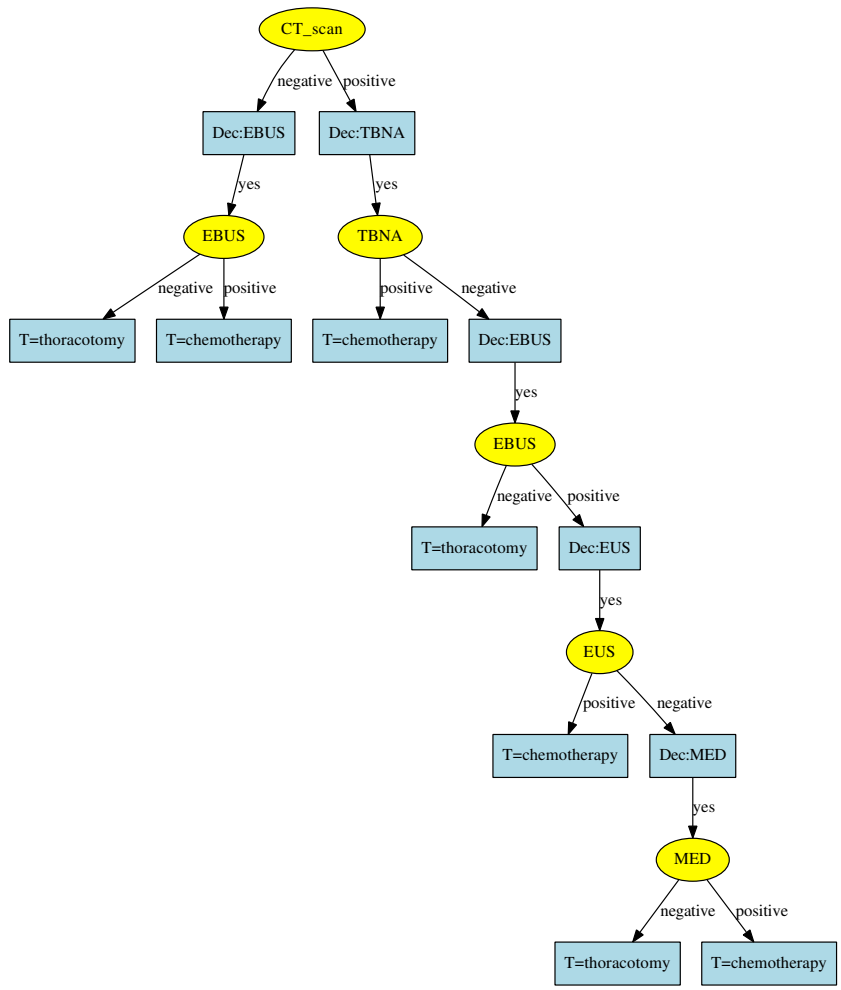 CT_scan
negative
positive
Dec:EBUS
Dec:TBNA
yes
yes
EBUS
TBNA
negative
positive
positive
negative
T=thoracotomy
T=chemotherapy
T=chemotherapy
Dec:EBUS
yes
EBUS
negative
positive
T=thoracotomy
Dec:EUS
yes
EUS
positive
negative
T=chemotherapy
Dec:MED
yes
MED
negative
positive
T=thoracotomy
T=chemotherapy